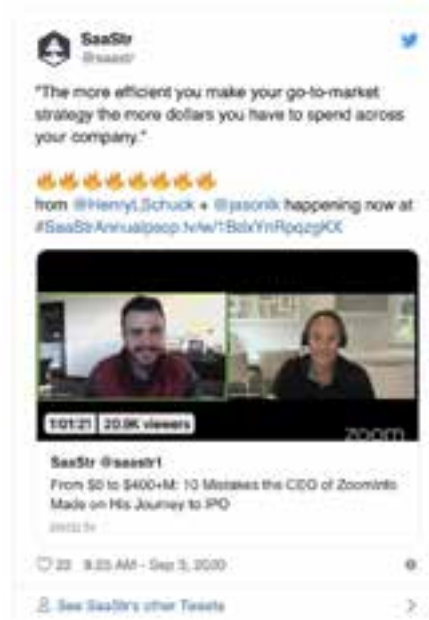 SaaStr
@saastr
"The more efficient you make your go-to-market
strategy the more dollars you have to spend across
your company."
🔥🔥🔥🔥🔥🔥🔥🔥
from @HenryLSchuck + @jasonlk happening now at
1:01:21 20.9K viewers
zoom
SaaStr @saastr1
From $0 to $400+M: 10 Mistakes the CEO of ZoomInfo
Made on His Journey to IPO
pscp.tv
22 9:25 AM - Sep 3, 2020
See SaaStr's other Tweets